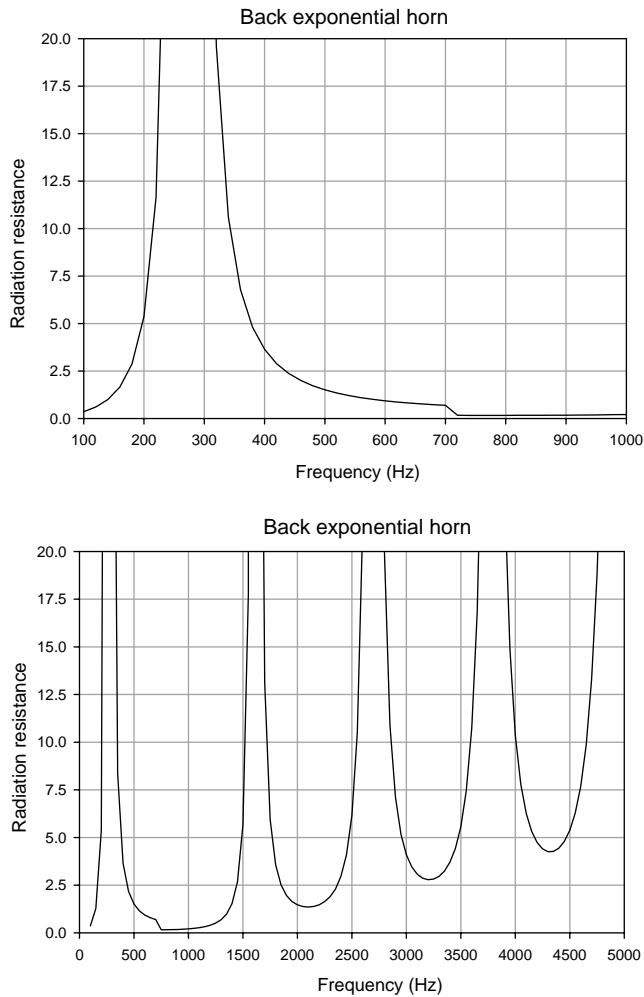 Back exponential horn
20.0
17.5
15.0
12.5
10.0
7.5
5.0
2.5
0.0
Radiation resistance
100 200 300 400 500 600 700 800 900 1000
Frequency (Hz)
Back exponential horn
20.0
17.5
15.0
12.5
10.0
7.5
5.0
2.5
0.0
Radiation resistance
0 500 1000 1500 2000 2500 3000 3500 4000 4500 5000
Frequency (Hz)